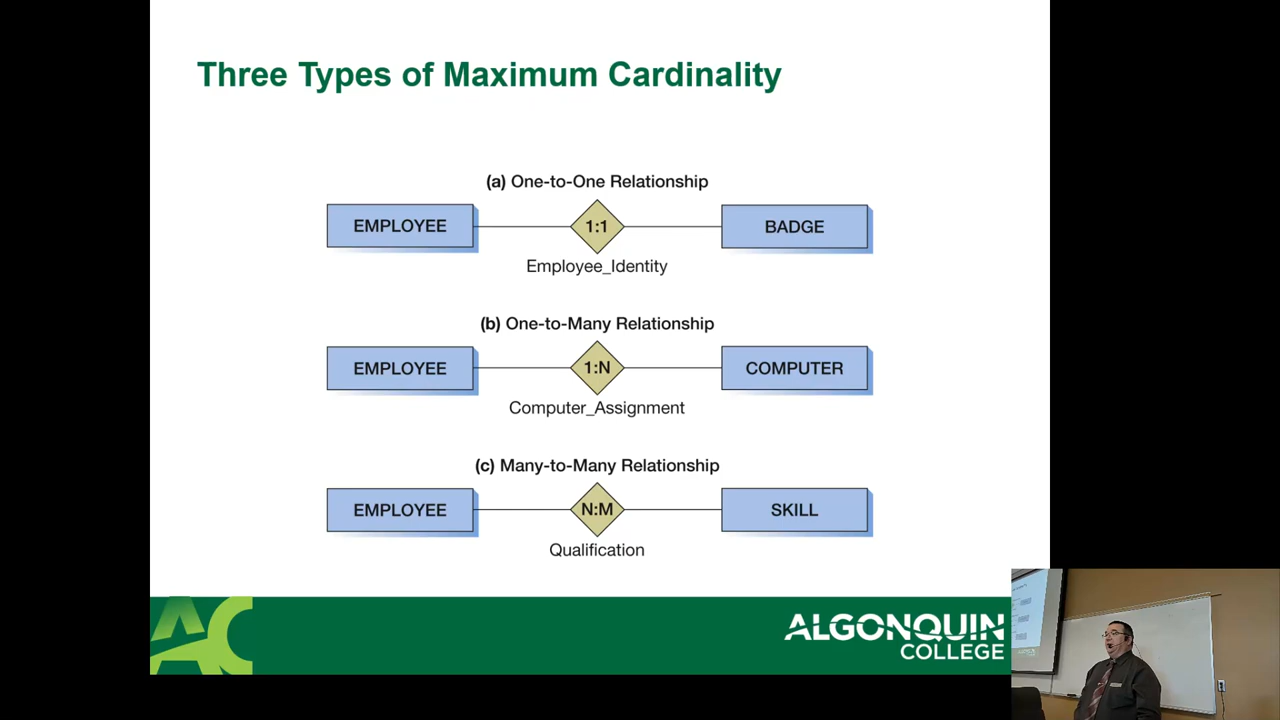 Three Types of Maximum Cardinality
(a) One-to-One Relationship
EMPLOYEE 1:1 BADGE
Employee_Identity
(b) One-to-Many Relationship
EMPLOYEE 1:N COMPUTER
Computer_Assignment
(c) Many-to-Many Relationship
EMPLOYEE N:M SKILL
Qualification
AC
ALGONQUIN
COLLEGE